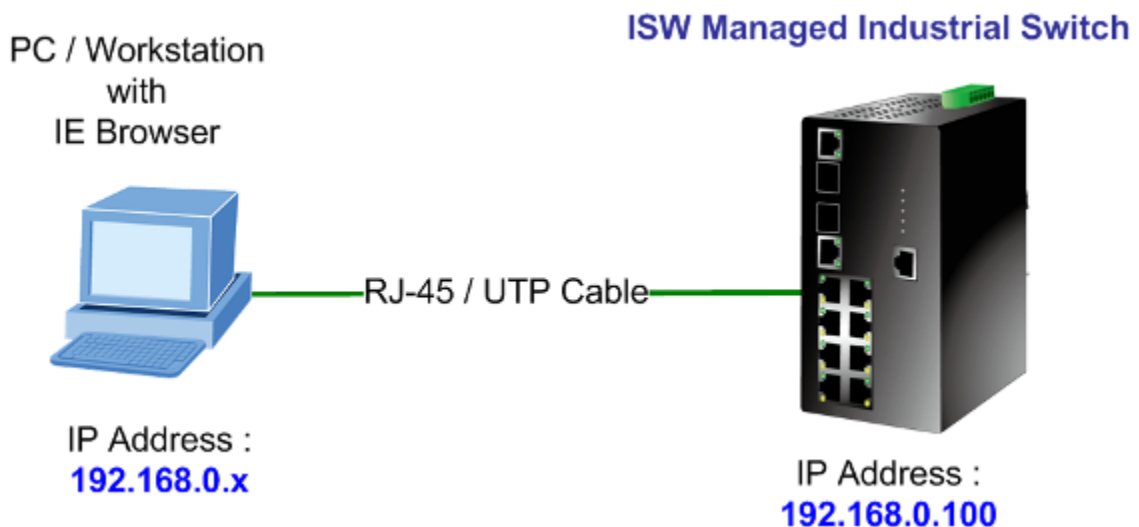 PC / Workstation
with
IE Browser
ISW Managed Industrial Switch
RJ-45 / UTP Cable
IP Address :
192.168.0.x
IP Address :
192.168.0.100